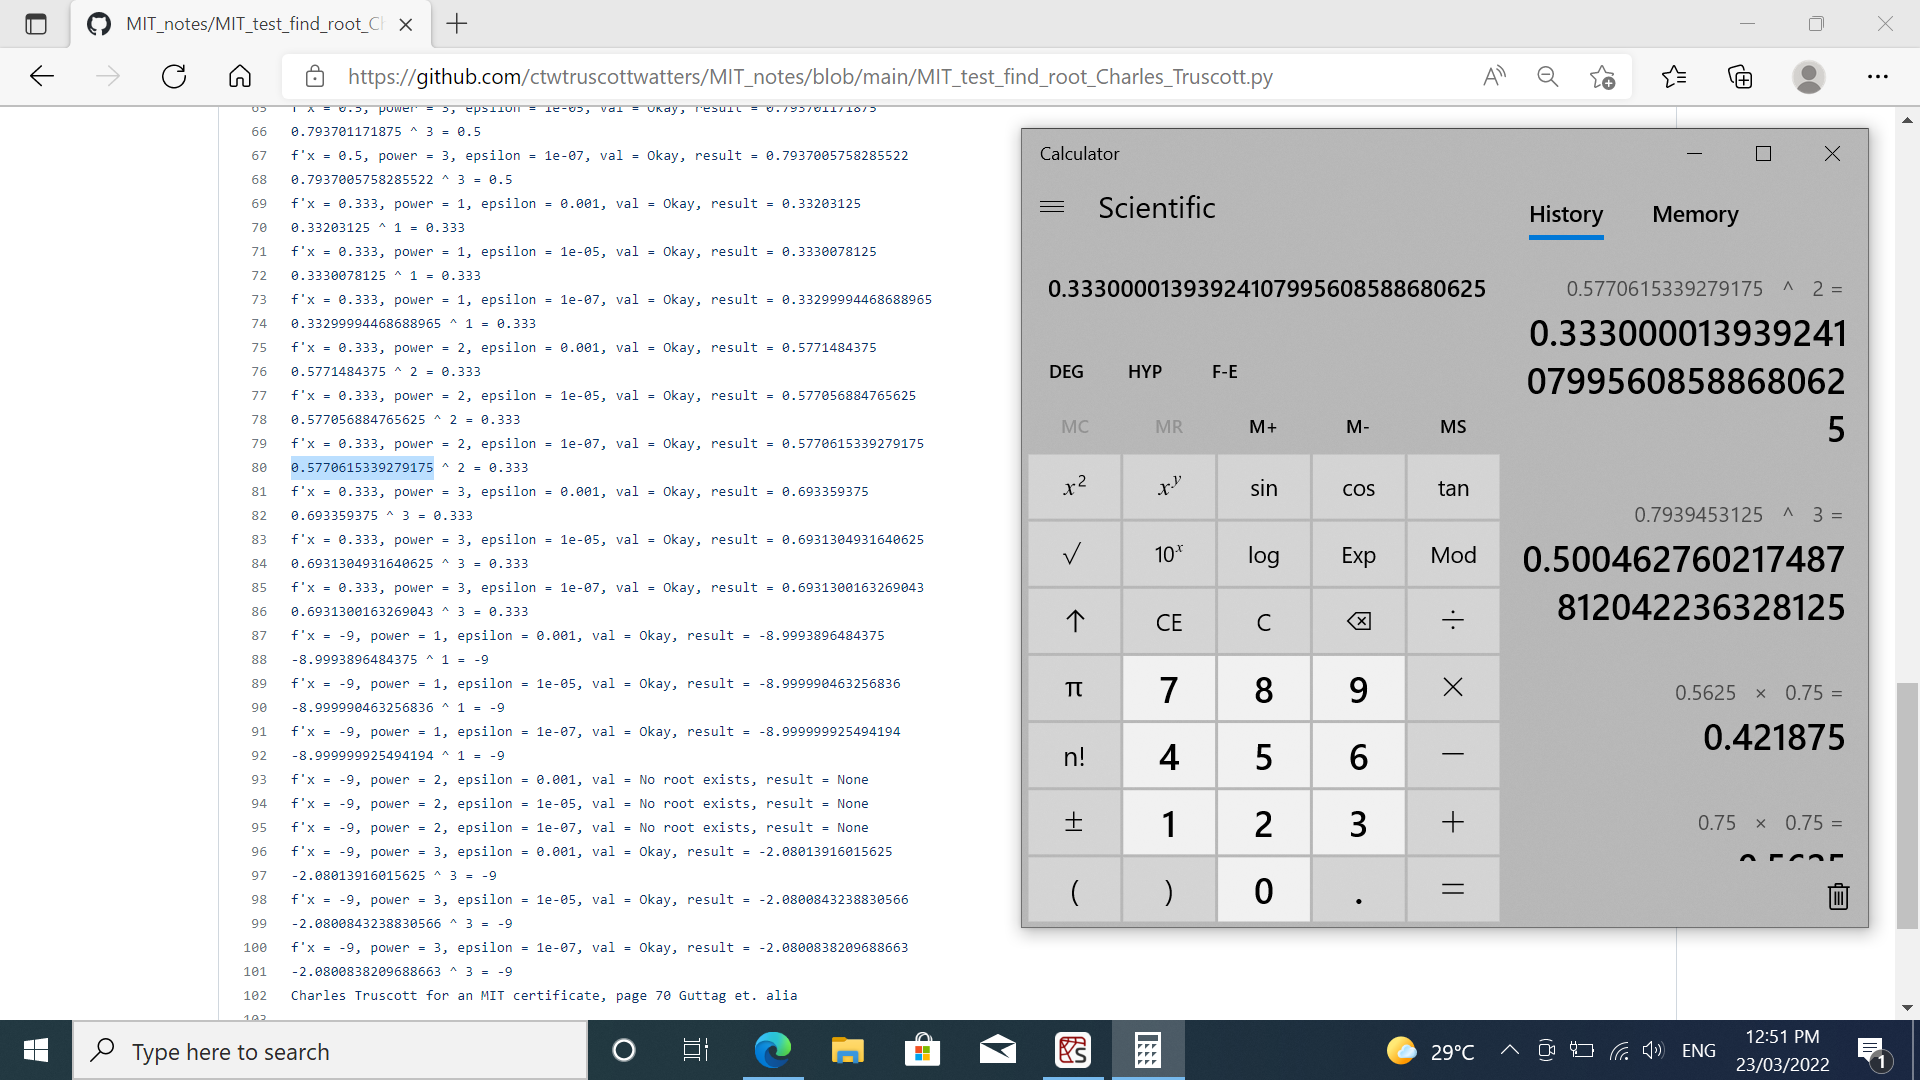 MIT_notes/MIT_test_find_root_Ch
https://github.com/ctwtruscottwatters/MIT_notes/blob/main/MIT_test_find_root_Charles_Truscott.py
65 f'x = 0.5, power = 3, epsilon = 1e-05, val = Okay, result = 0.793701171875
66 0.793701171875 ^ 3 = 0.5
67 f'x = 0.5, power = 3, epsilon = 1e-07, val = Okay, result = 0.7937005758285522
68 0.7937005758285522 ^ 3 = 0.5
69 f'x = 0.333, power = 1, epsilon = 0.001, val = Okay, result = 0.33203125
70 0.33203125 ^ 1 = 0.333
71 f'x = 0.333, power = 1, epsilon = 1e-05, val = Okay, result = 0.3330078125
72 0.3330078125 ^ 1 = 0.333
73 f'x = 0.333, power = 1, epsilon = 1e-07, val = Okay, result = 0.33299994468688965
74 0.33299994468688965 ^ 1 = 0.333
75 f'x = 0.333, power = 2, epsilon = 0.001, val = Okay, result = 0.5771484375
76 0.5771484375 ^ 2 = 0.333
77 f'x = 0.333, power = 2, epsilon = 1e-05, val = Okay, result = 0.577056884765625
78 0.577056884765625 ^ 2 = 0.333
79 f'x = 0.333, power = 2, epsilon = 1e-07, val = Okay, result = 0.5770615339279175
80 0.5770615339279175 ^ 2 = 0.333
81 f'x = 0.333, power = 3, epsilon = 0.001, val = Okay, result = 0.693359375
82 0.693359375 ^ 3 = 0.333
83 f'x = 0.333, power = 3, epsilon = 1e-05, val = Okay, result = 0.6931304931640625
84 0.6931304931640625 ^ 3 = 0.333
85 f'x = 0.333, power = 3, epsilon = 1e-07, val = Okay, result = 0.6931300163269043
86 0.6931300163269043 ^ 3 = 0.333
87 f'x = -9, power = 1, epsilon = 0.001, val = Okay, result = -8.9993896484375
88 -8.9993896484375 ^ 1 = -9
89 f'x = -9, power = 1, epsilon = 1e-05, val = Okay, result = -8.999990463256836
90 -8.999990463256836 ^ 1 = -9
91 f'x = -9, power = 1, epsilon = 1e-07, val = Okay, result = -8.999999925494194
92 -8.999999925494194 ^ 1 = -9
93 f'x = -9, power = 2, epsilon = 0.001, val = No root exists, result = None
94 f'x = -9, power = 2, epsilon = 1e-05, val = No root exists, result = None
95 f'x = -9, power = 2, epsilon = 1e-07, val = No root exists, result = None
96 f'x = -9, power = 3, epsilon = 0.001, val = Okay, result = -2.08013916015625
97 -2.08013916015625 ^ 3 = -9
98 f'x = -9, power = 3, epsilon = 1e-05, val = Okay, result = -2.0800843238830566
99 -2.0800843238830566 ^ 3 = -9
100 f'x = -9, power = 3, epsilon = 1e-07, val = Okay, result = -2.0800838209688663
101 -2.0800838209688663 ^ 3 = -9
102 Charles Truscott for an MIT certificate, page 70 Guttag et. alia
103
Calculator
Scientific
0.33300001393924107995608588680625
DEG HYP F-E
MC MR M+ M- MS
x² xʸ sin cos tan
√ 10ˣ log Exp Mod
↑ CE C ÷
π 7 8 9 ×
n! 4 5 6 −
± 1 2 3 +
( ) 0 . =
History Memory
0.5770615339279175 ^ 2 =
0.333000013939241
0799560858868062
5
0.7939453125 ^ 3 =
0.500462760217487
812042236328125
0.5625 × 0.75 =
0.421875
0.75 × 0.75 =
0.5625
Type here to search
29°C
ENG
12:51 PM
23/03/2022
1